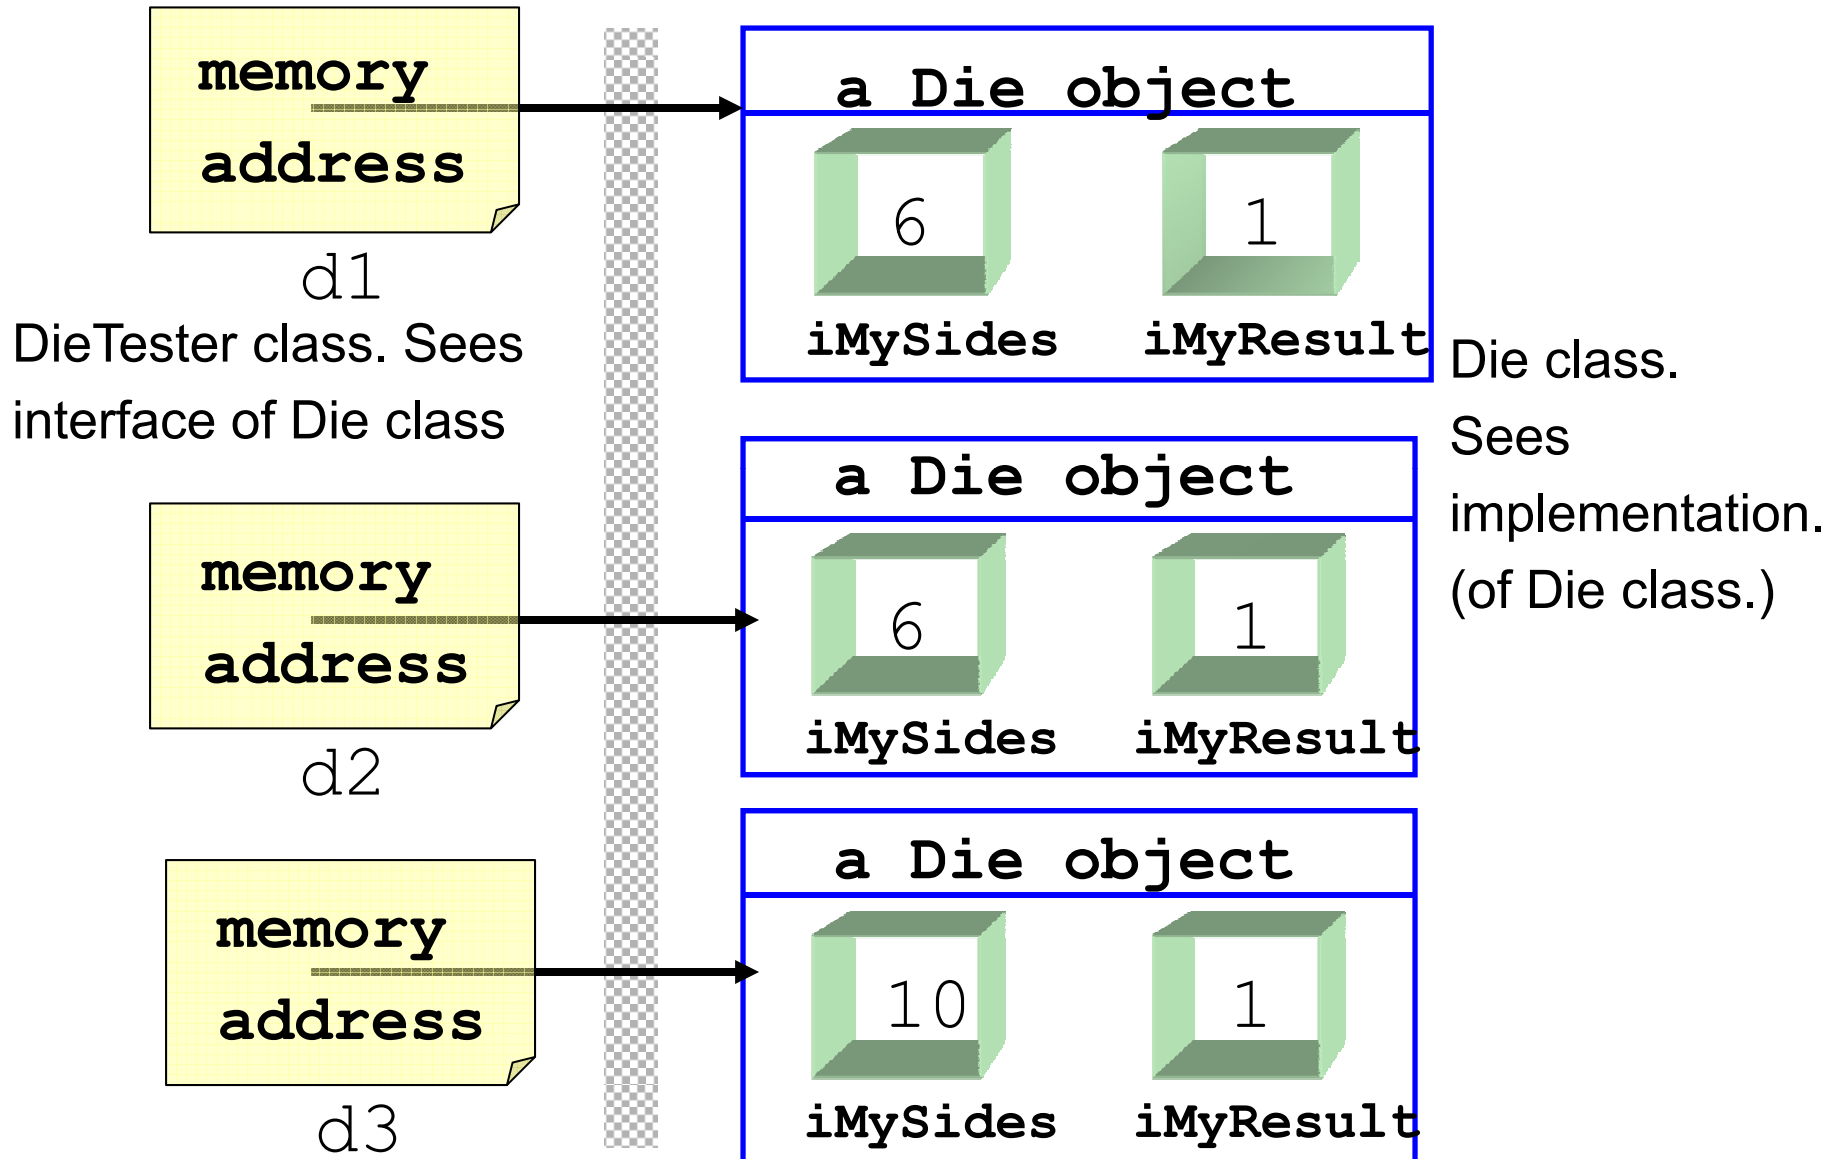 memory
address
d1
DieTester class. Sees
interface of Die class
memory
address
d2
memory
address
d3
a Die object
6 1
iMySides iMyResult
a Die object
6 1
iMySides iMyResult
a Die object
10 1
iMySides iMyResult
Die class.
Sees
implementation.
(of Die class.)